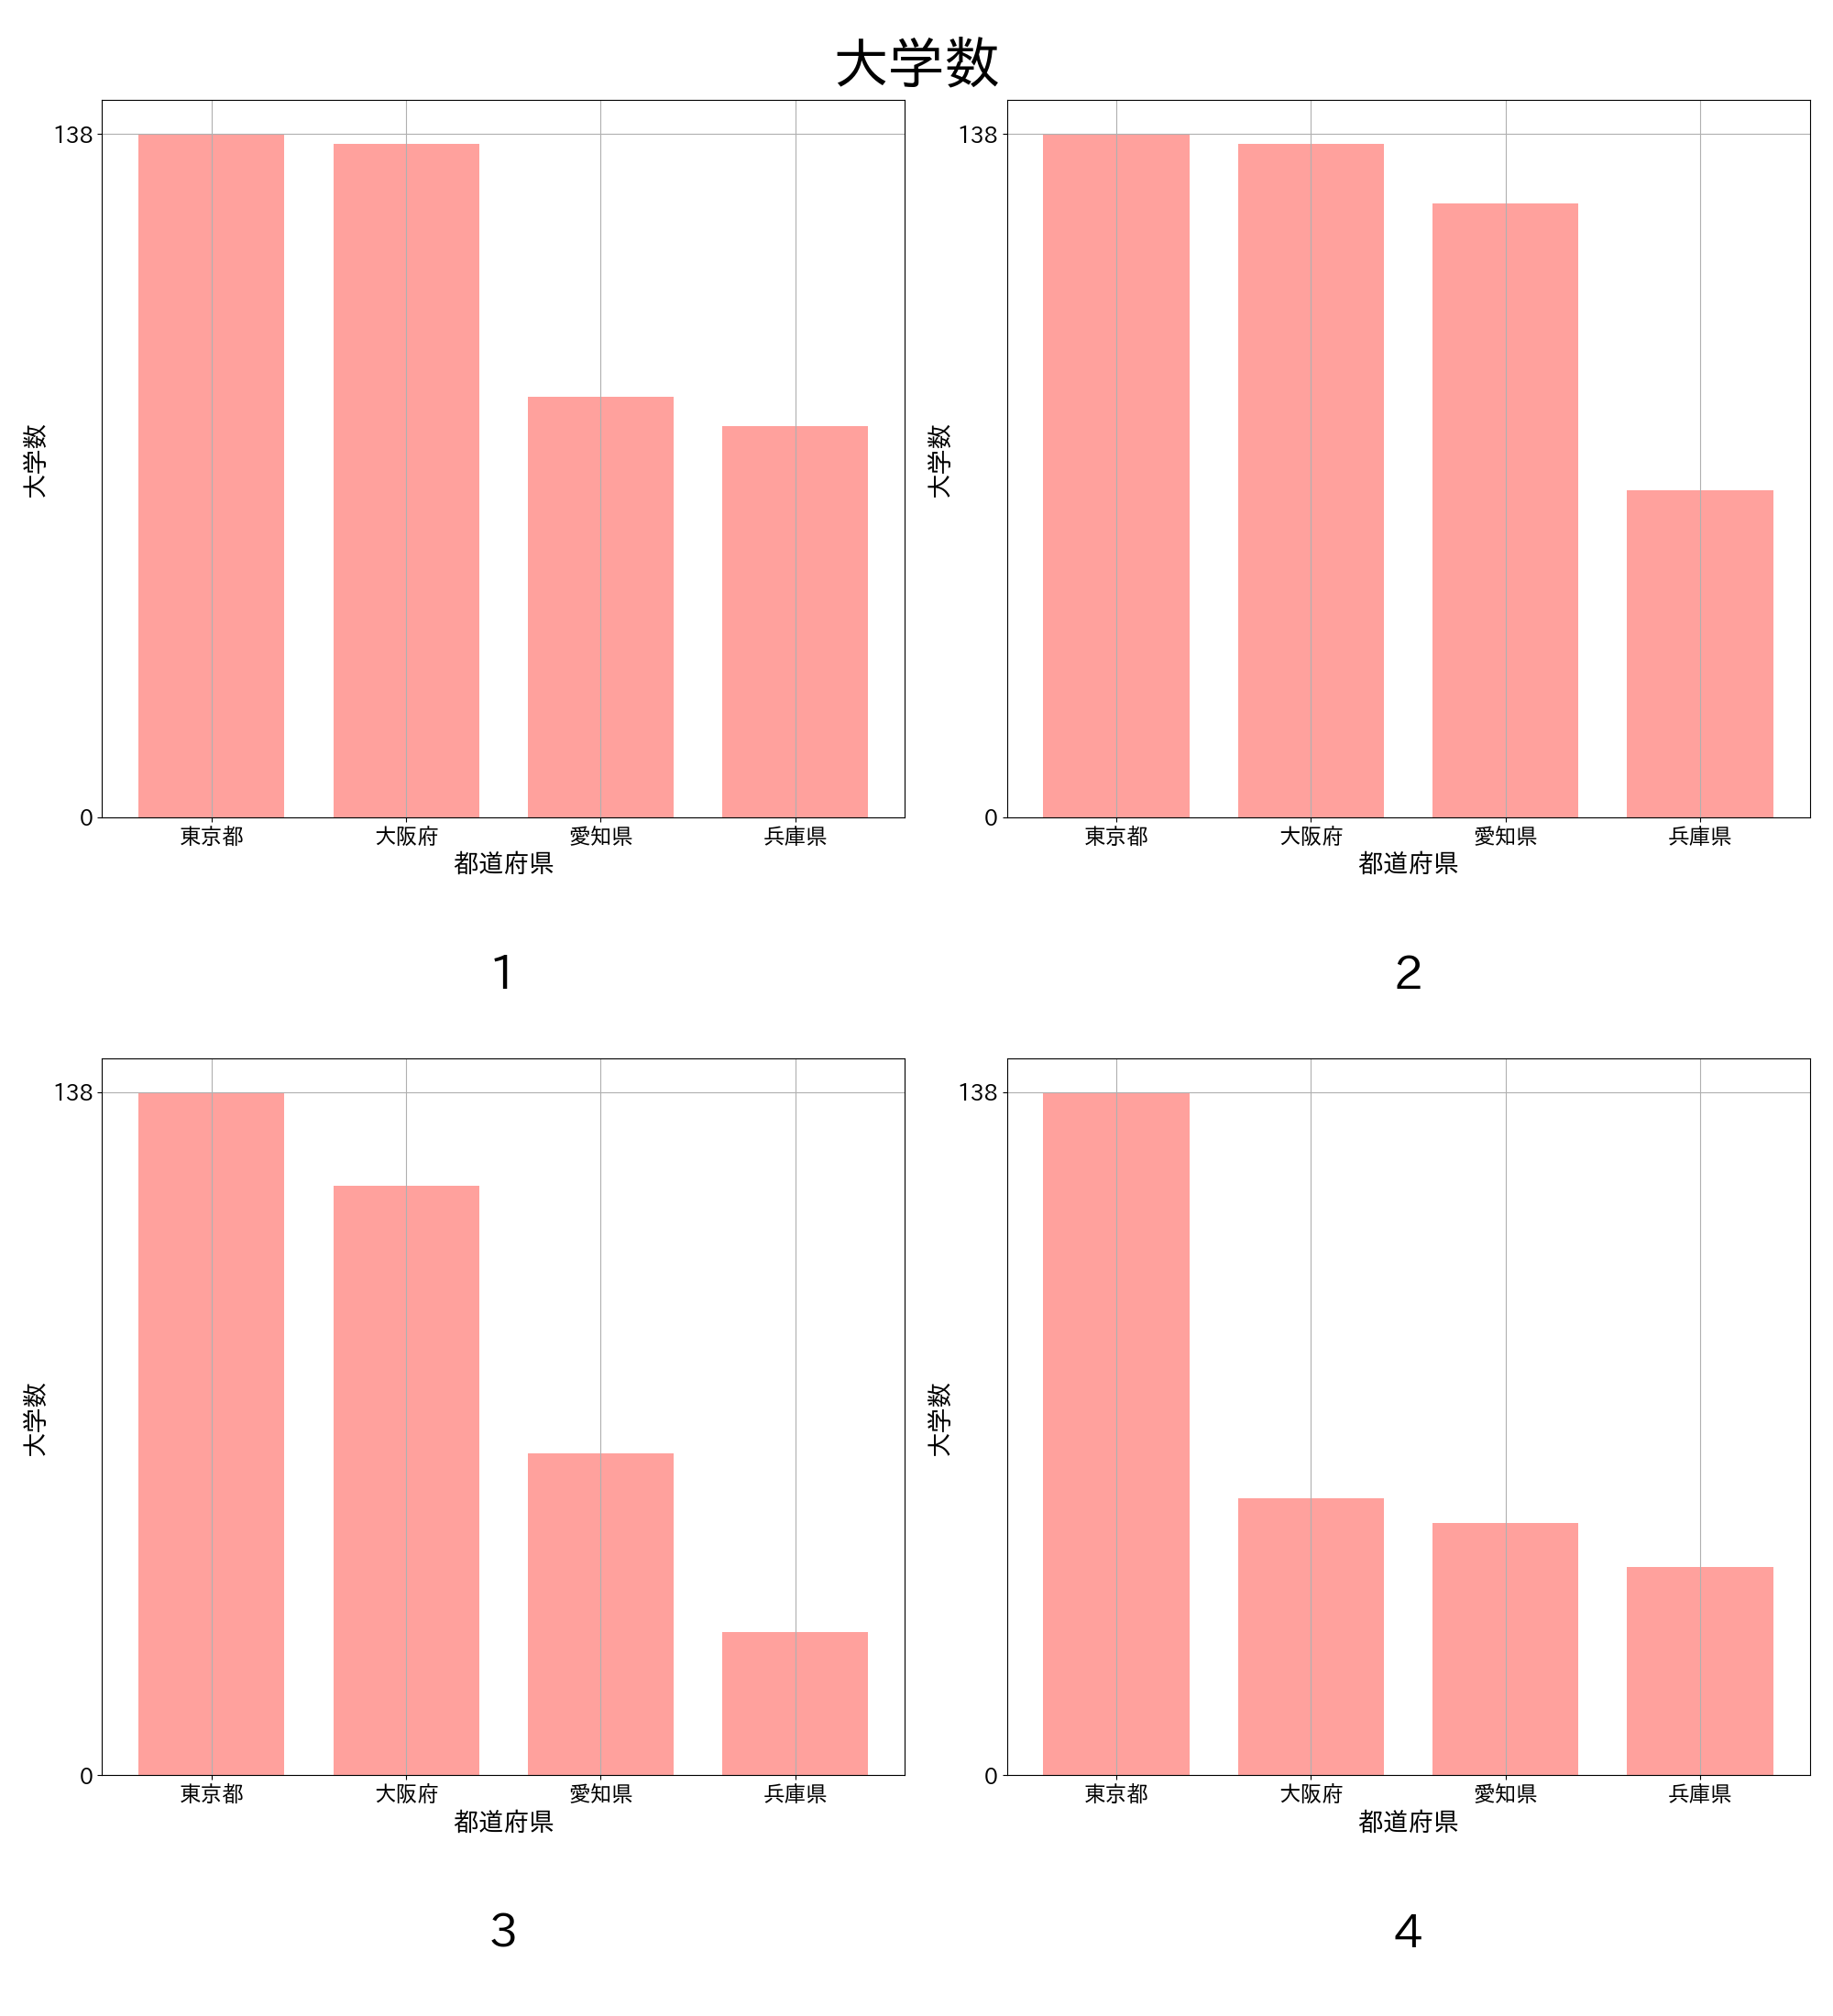 大学数
138
0
大学数
東京都 大阪府 愛知県 兵庫県
都道府県
1
138
0
大学数
東京都 大阪府 愛知県 兵庫県
都道府県
2
138
0
大学数
東京都 大阪府 愛知県 兵庫県
都道府県
3
138
0
大学数
東京都 大阪府 愛知県 兵庫県
都道府県
4